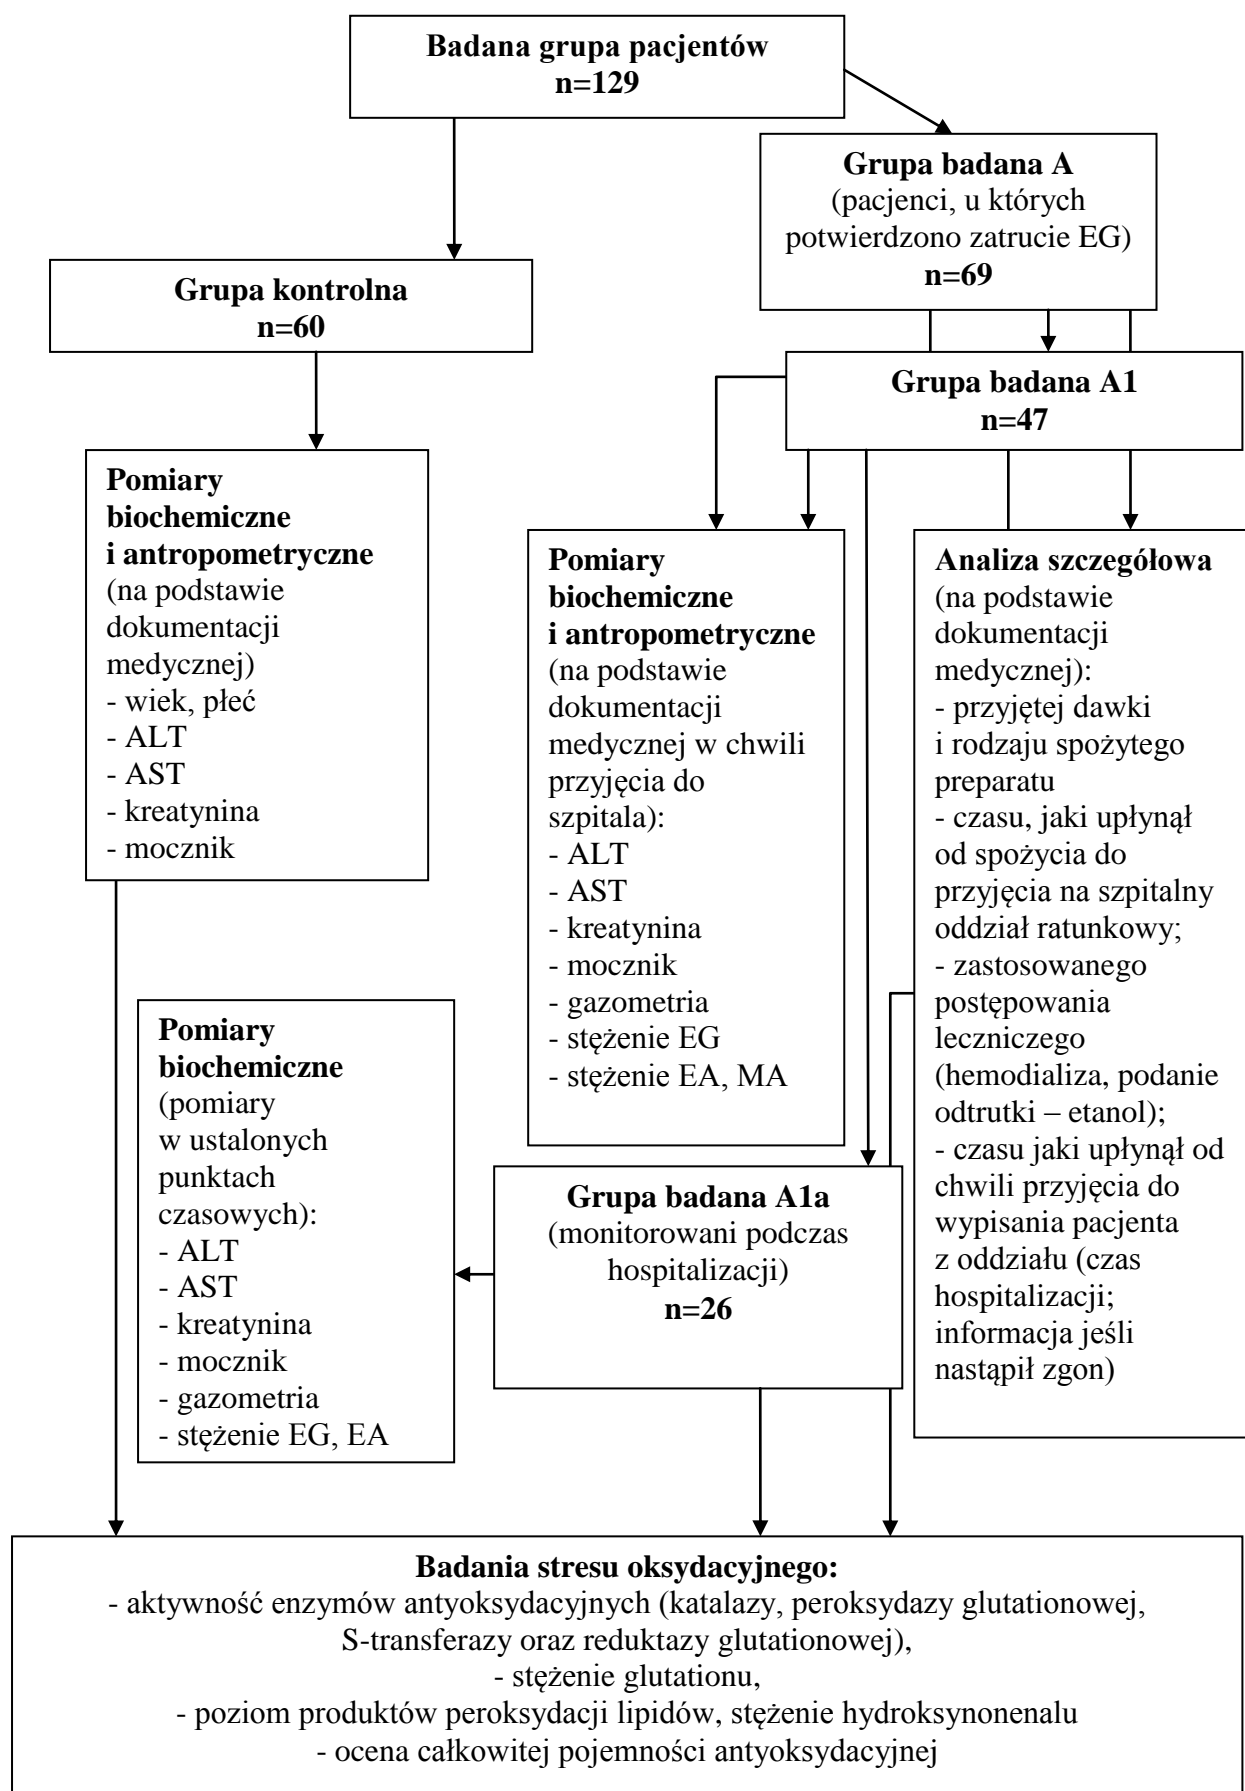 Badana grupa pacjentów
n=129
Grupa badana A
(pacjenci, u których
potwierdzono zatrucie EG)
n=69
Grupa kontrolna
n=60
Grupa badana A1
n=47
Pomiary
biochemiczne
i antropometryczne
(na podstawie
dokumentacji
medycznej)
- wiek, płeć
- ALT
- AST
- kreatynina
- mocznik
Pomiary
biochemiczne
i antropometryczne
(na podstawie
dokumentacji
medycznej w chwili
przyjęcia do
szpitala):
- ALT
- AST
- kreatynina
- mocznik
- gazometria
- stężenie EG
- stężenie EA, MA
Analiza szczegółowa
(na podstawie
dokumentacji
medycznej):
- przyjętej dawki
i rodzaju spożytego
preparatu
- czasu, jaki upłynął
od spożycia do
przyjęcia na szpitalny
oddział ratunkowy;
- zastosowanego
postępowania
leczniczego
(hemodializa, podanie
odtrutki – etanol);
- czasu jaki upłynął od
chwili przyjęcia do
wypisania pacjenta
z oddziału (czas
hospitalizacji;
informacja jeśli
nastąpił zgon)
Pomiary
biochemiczne
(pomiary
w ustalonych
punktach
czasowych):
- ALT
- AST
- kreatynina
- mocznik
- gazometria
- stężenie EG, EA
Grupa badana A1a
(monitorowani podczas
hospitalizacji)
n=26
Badania stresu oksydacyjnego:
- aktywność enzymów antyoksydacyjnych (katalazy, peroksydazy glutationowej,
S-transferazy oraz reduktazy glutationowej),
- stężenie glutationu,
- poziom produktów peroksydacji lipidów, stężenie hydroksynonenalu
- ocena całkowitej pojemności antyoksydacyjnej